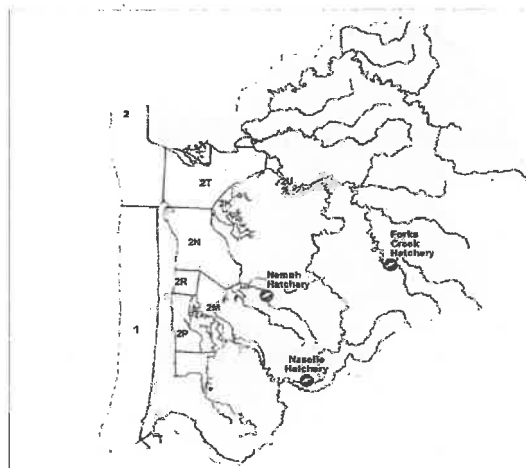 2
2T
2U
2N
Forks
Creek
Hatchery
Nemah
Hatchery
2R
2M
1
2P
Naselle
Hatchery